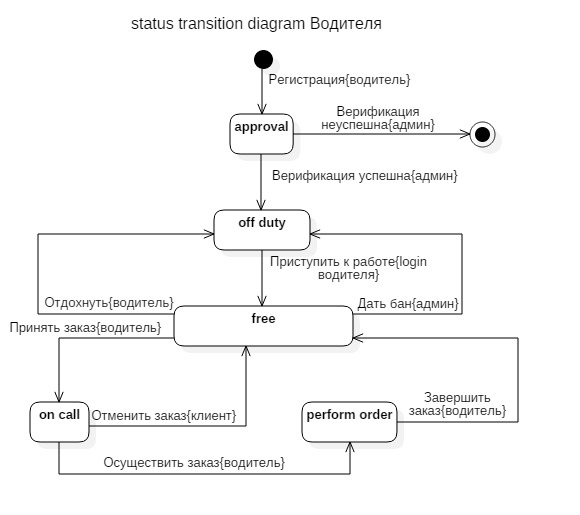 status transition diagram Водителя
Регистрация{водитель}
approval
Верификация
неуспешна{админ}
Верификация успешна{админ}
off duty
Приступить к работе{login
водителя}
Отдохнуть{водитель}
Дать бан{админ}
free
Принять заказ{водитель}
on call
Отменить заказ{клиент}
perform order
Завершить
заказ{водитель}
Осуществить заказ{водитель}